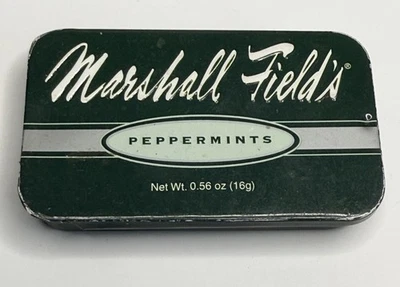 Marshall Field's®
PEPPERMINTS
Net Wt. 0.56 oz (16g)